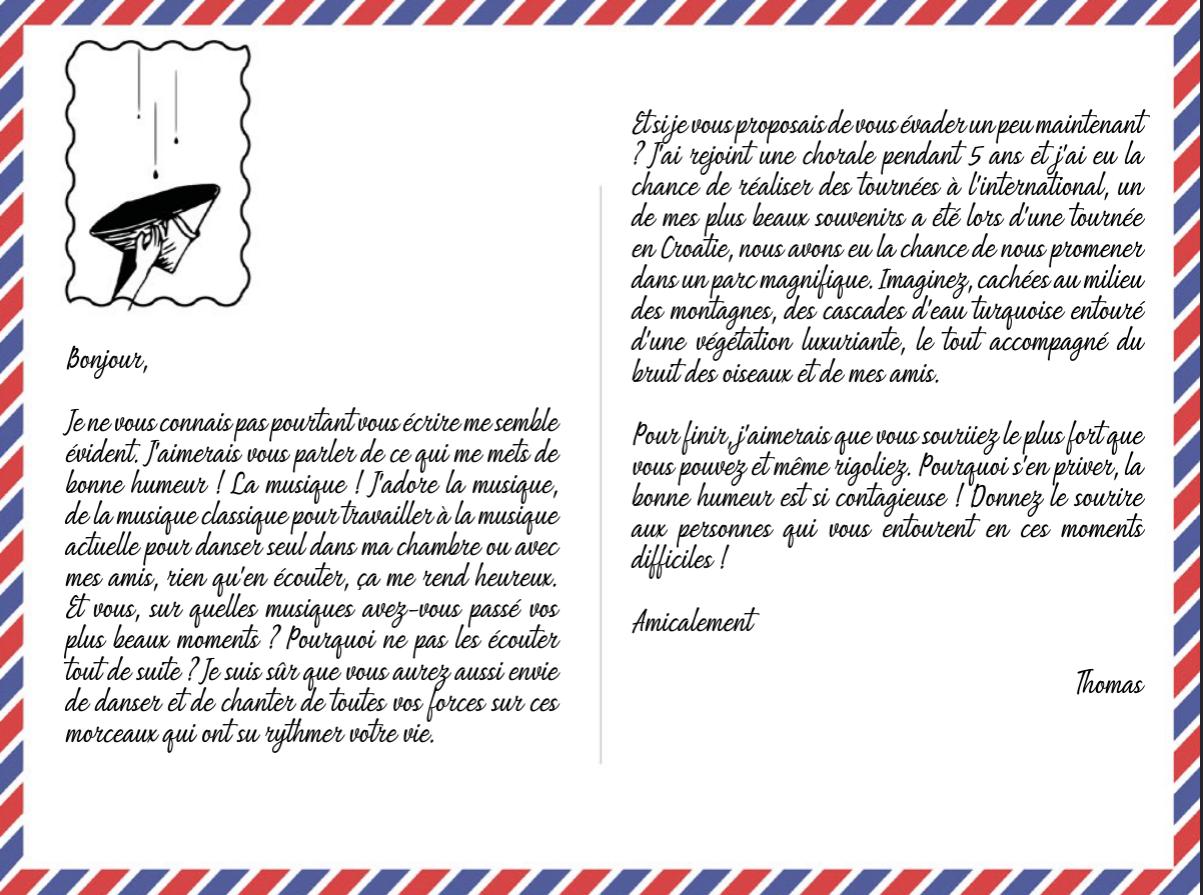 Bonjour,
Je ne vous connais pas pourtant vous écrire me semble
évident. J'aimerais vous parler de ce qui me mets de
bonne humeur ! La musique ! J'adore la musique,
de la musique classique pour travailler à la musique
actuelle pour danser seul dans ma chambre ou avec
mes amis, rien qu'en écouter, ça me rend heureux.
Et vous, sur quelles musiques avez-vous passé vos
plus beaux moments ? Pourquoi ne pas les écouter
tout de suite ? Je suis sûr que vous aurez aussi envie
de danser et de chanter de toutes vos forces sur ces
morceaux qui ont su rythmer votre vie.
Et si je vous proposais de vous évader un peu maintenant
? J'ai rejoint une chorale pendant 5 ans et j'ai eu la
chance de réaliser des tournées à l'international, un
de mes plus beaux souvenirs a été lors d'une tournée
en Croatie, nous avons eu la chance de nous promener
dans un parc magnifique. Imaginez, cachées au milieu
des montagnes, des cascades d'eau turquoise entouré
d'une végétation luxuriante, le tout accompagné du
bruit des oiseaux et de mes amis.
Pour finir, j'aimerais que vous souriiez le plus fort que
vous pouvez et même rigoliez. Pourquoi s'en priver, la
bonne humeur est si contagieuse ! Donnez le sourire
aux personnes qui vous entourent en ces moments
difficiles !
Amicalement
Thomas